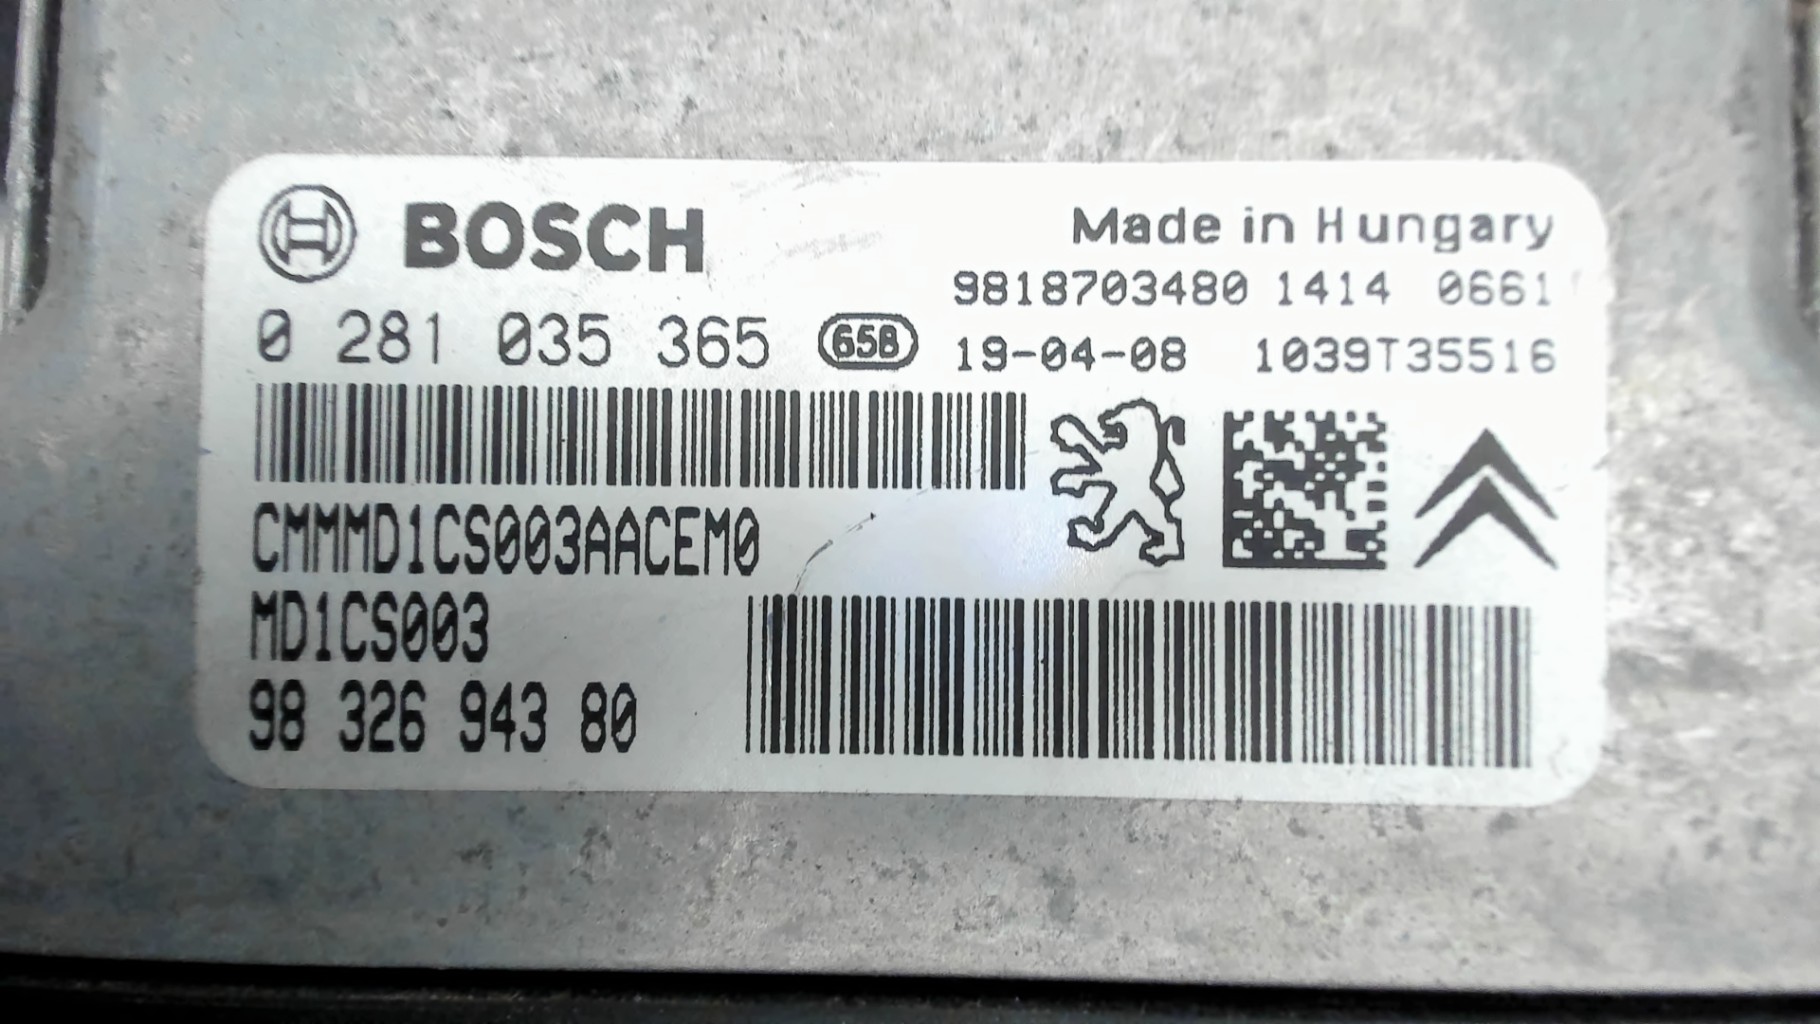 BOSCH
Made in Hungary
9818703480 1414 0661
0 281 035 365 65B 19-04-08 1039T35516
CMMMD1CS003AACEM0
MD1CS003
98 326 943 80